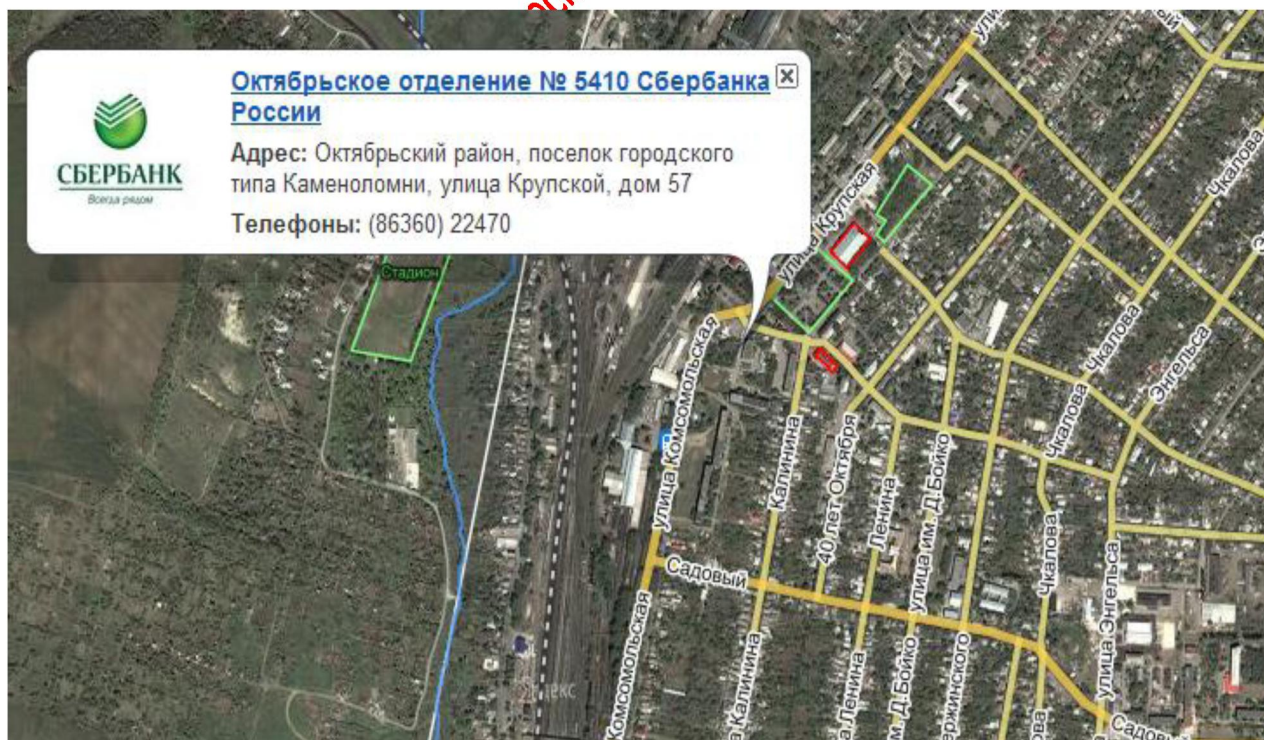 Октябрьское отделение № 5410 Сбербанка
России
Адрес: Октябрьский район, поселок городского
типа Каменоломни, улица Крупской, дом 57
Телефоны: (86360) 22470
СБЕРБАНК
Всегда рядом
Стадион
улица Крупская
Чкалова
улица Комсомольская
Чкалова
Энгельса
Чкалова
Калинина
40 лет Октября
Ленина
улица им. Д.Бойко
Чкалова
улица Энгельса
Садовый
Комсомольская
Калинина
Ленина
Д.Бойко
Садовый